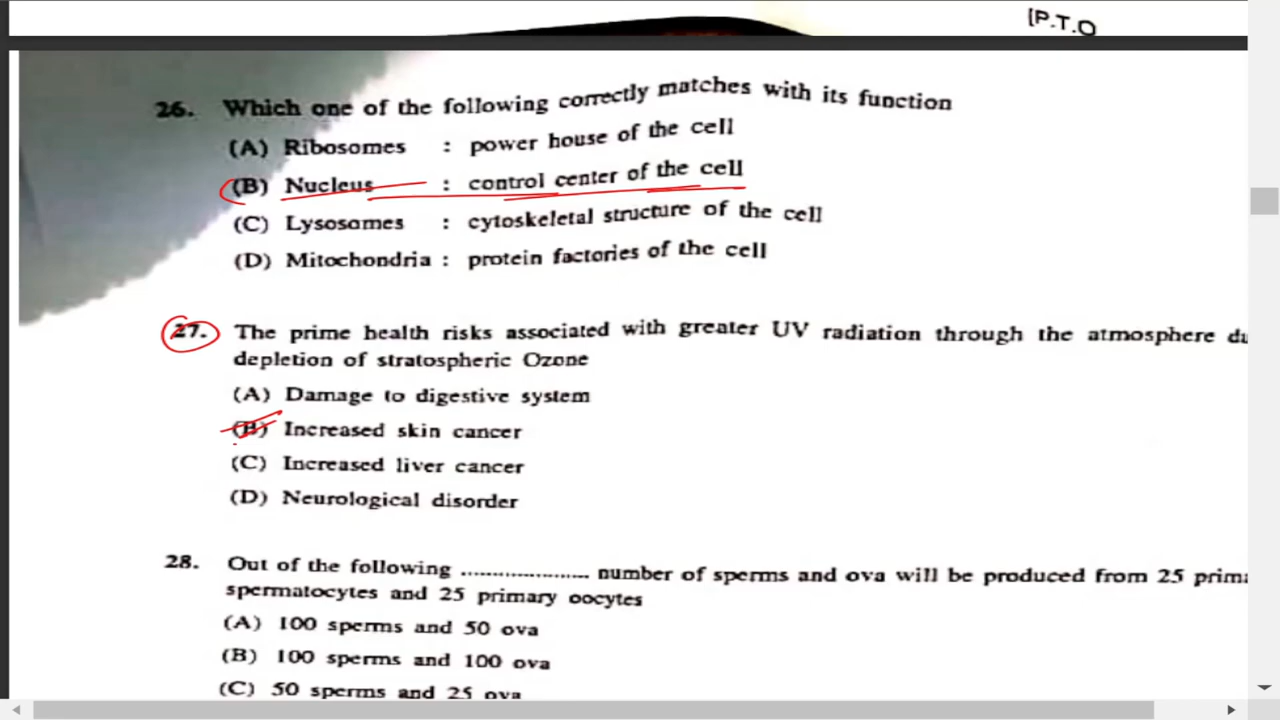 [P.T.O
26. Which one of the following correctly matches with its function
(A) Ribosomes : power house of the cell
(B) Nucleus : control center of the cell
(C) Lysosomes : cytoskeletal structure of the cell
(D) Mitochondria : protein factories of the cell
27. The prime health risks associated with greater UV radiation through the atmosphere
depletion of stratospheric Ozone
(A) Damage to digestive system
(B) Increased skin cancer
(C) Increased liver cancer
(D) Neurological disorder
28. Out of the following .................... number of sperms and ova will be produced from 25
spermatocytes and 25 primary oocytes
(A) 100 sperms and 50 ova
(B) 100 sperms and 100 ova
(C) 50 sperms and 25 ova